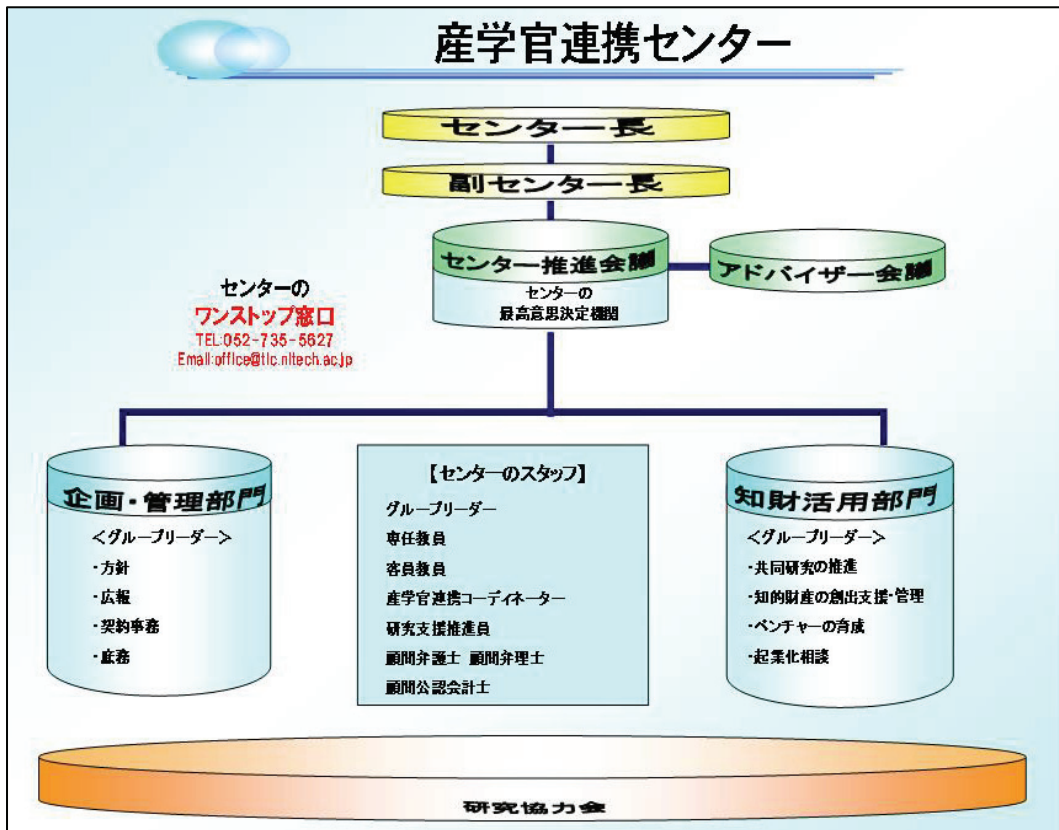 産学官連携センター
センター長
副センター長
センター推進会議
センターの
最高意思決定機関
アドバイザー会議
センターの
ワンストップ窓口
TEL:052-735-5627
Email:office@tlc.nitech.ac.jp
企画・管理部門
＜グループリーダー＞
・方針
・広報
・契約事務
・庶務
【センターのスタッフ】
グループリーダー
専任教員
客員教員
産学官連携コーディネーター
研究支援推進員
顧問弁護士 顧問弁理士
顧問公認会計士
知財活用部門
＜グループリーダー＞
・共同研究の推進
・知的財産の創出支援・管理
・ベンチャーの育成
・起業化相談
研究協力会